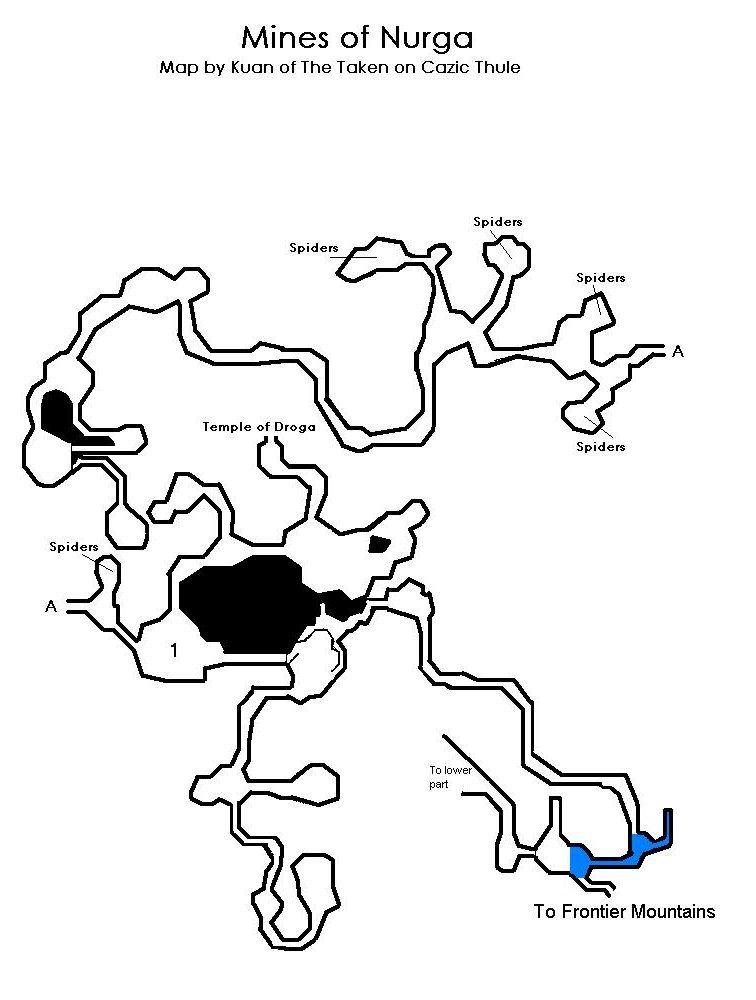 Mines of Nurga
Map by Kuan of The Taken on Cazic Thule
Spiders
Spiders
Spiders
A
Temple of Droga
Spiders
Spiders
A
1
To lower
part
To Frontier Mountains